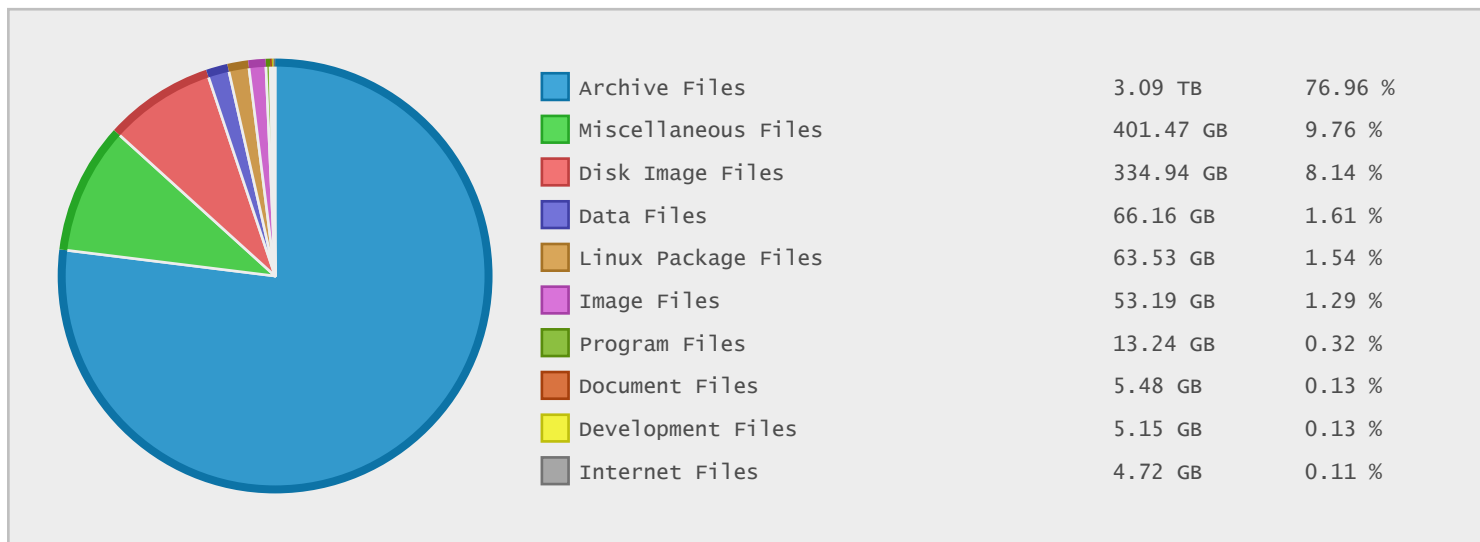 Archive Files 3.09 TB 76.96 %
Miscellaneous Files 401.47 GB 9.76 %
Disk Image Files 334.94 GB 8.14 %
Data Files 66.16 GB 1.61 %
Linux Package Files 63.53 GB 1.54 %
Image Files 53.19 GB 1.29 %
Program Files 13.24 GB 0.32 %
Document Files 5.48 GB 0.13 %
Development Files 5.15 GB 0.13 %
Internet Files 4.72 GB 0.11 %